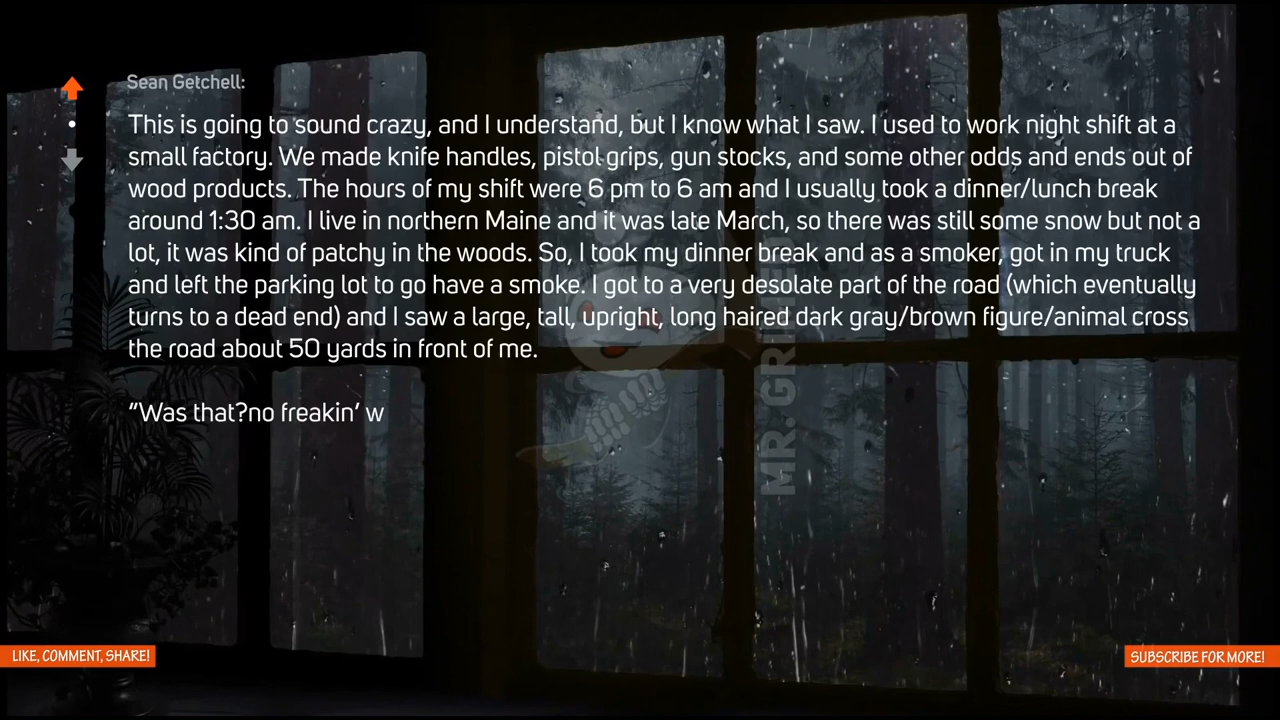 Sean Getchell:
This is going to sound crazy, and I understand, but I know what I saw. I used to work night shift at a
small factory. We made knife handles, pistol grips, gun stocks, and some other odds and ends out of
wood products. The hours of my shift were 6 pm to 6 am and I usually took a dinner/lunch break
around 1:30 am. I live in northern Maine and it was late March, so there was still some snow but not a
lot, it was kind of patchy in the woods. So, I took my dinner break and as a smoker, got in my truck
and left the parking lot to go have a smoke. I got to a very desolate part of the road (which eventually
turns to a dead end) and I saw a large, tall, upright, long haired dark gray/brown figure/animal cross
the road about 50 yards in front of me.
“Was that?no freakin’ w
MR. GRINED
LIKE, COMMENT, SHARE!
SUBSCRIBE FOR MORE!